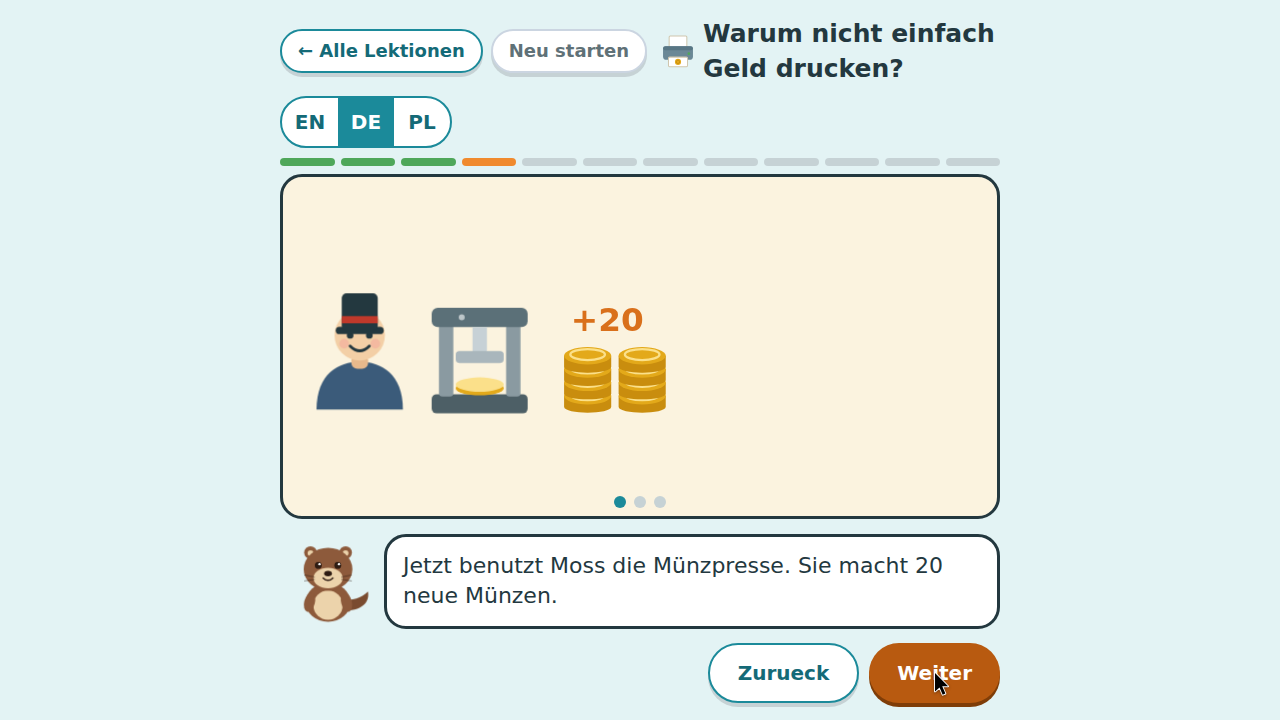 ← Alle Lektionen
Neu starten
Warum nicht einfach
Geld drucken?
EN DE PL
+20
Jetzt benutzt Moss die Münzpresse. Sie macht 20
neue Münzen.
Zurueck
Weiter